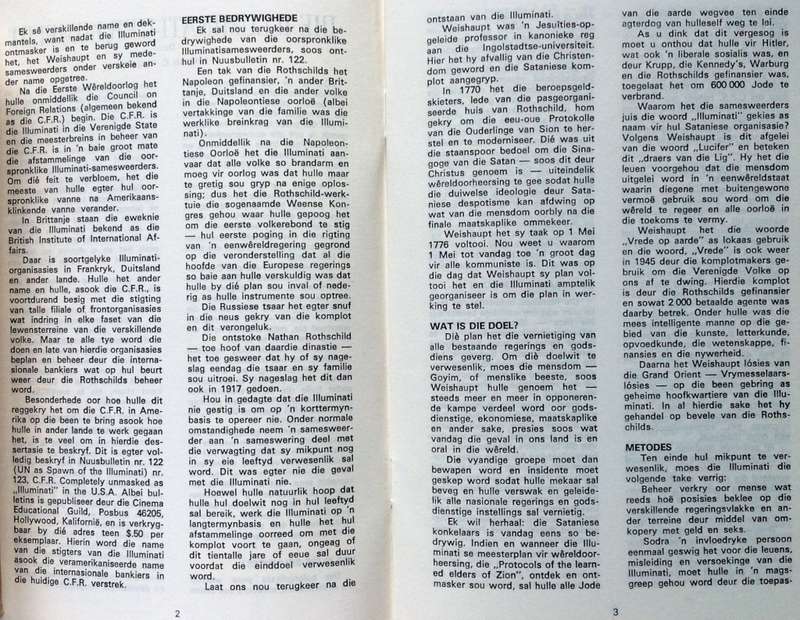 Ek sê verskillende name en dek-
mantels, want nadat die Illuminati
ontmasker is en te berug geword
het, het Weishaupt en sy mede-
samesweerders onder verskeie an-
der name opgetree.
Na die Eerste Wêreldoorlog het
hulle onmiddellik die Council on
Foreign Relations (algemeen bekend
as die C.F.R.) begin. Die C.F.R. is
die Illuminati in die Verenigde State
en die meesterbreins in beheer van
die C.F.R. is in 'n baie groot mate
die afstammelinge van die oor-
spronklike Illuminati-samesweerders.
Om dié feit te verbloem, het die
meeste van hulle egter hul oor-
spronklike vanne na Amerikaans-
klinkende vanne verander.
In Brittanje staan die eweknie
van die Illuminati bekend as die
British Institute of International Af-
fairs.
Daar is soortgelyke Illuminati-
organisasies in Frankryk, Duitsland
en ander lande. Hulle het ander
name en hulle, asook die C.F.R., is
voortdurend besig met die stigting
van talle filiale of frontorganisasies
wat indring in elke faset van die
lewensterreine van die verskillende
volke. Maar te alle tye word die
doen en late van hierdie organisasies
beplan en beheer deur die interna-
sionale bankiers wat op hul beurt
weer deur die Rothschilds beheer
word.
Besonderhede oor hoe hulle dit
reggekry het om die C.F.R. in Ame-
rika op die been te bring asook hoe
hulle in ander lande te werk gegaan
het, is te veel om in hierdie des-
sertasie te beskryf. Dit is egter vol-
ledig beskryf in Nuusbulletin nr. 122
(UN as Spawn of the Illuminati) nr.
123, C.F.R. Completely unmasked as
„Illuminati" in the U.S.A. Albei bul-
letins is gepubliseer deur die Cinema
Educational Guild, Posbus 46205,
Hollywood, Kalifornië, en is verkryg-
baar by dié adres teen $.50 per
eksemplaar. Hierin word die name
van die stigters van die Illuminati
asook die veramerikaniseerde name
van die internasionale bankiers in
die huidige C.F.R. verstrek.
EERSTE BEDRYWIGHEDE
Ek sal nou terugkeer na die be-
drywighede van die oorspronklike
Illuminatisamesweerders, soos ont-
hul in Nuusbulletin nr. 122.
Een tak van die Rothschilds het
Napoleon gefinansier, 'n ander Brit-
tanje, Duitsland en die ander volke
in die Napoleontiese oorloë (albei
vertakkinge van die familie was die
werklike breinkrag van die Illumi-
nati).
Onmiddellik na die Napoleon-
tiese Oorloë het die Illuminati aan-
vaar dat alle volke so brandarm en
moeg vir oorlog was dat hulle maar
te gretig sou gryp na enige oplos-
sing; dus het die Rothschild-werk-
tuie die sogenaamde Weense Kon-
gres gehou waar hulle gepoog het
om die eerste volkerebond te stig
— hul eerste poging in die rigting
van 'n eenwêreldregering gegrond
op die veronderstelling dat al die
hoofde van die Europese regerings
so baie aan hulle verskuldig was dat
hulle by dié plan sou inval of nede-
rig as hulle instrumente sou optree.
Die Russiese tsaar het egter snuf
in die neus gekry van die komplot
en dit verongeluk.
Die ontstoke Nathan Rothschild
— toe hoof van daardie dinastie —
het toe gesweer dat hy of sy nage-
slag eendag die tsaar en sy familie
sou uitroei. Sy nageslag het dit dan
ook in 1917 gedoen.
Hou in gedagte dat die Illuminati
nie gestig is om op 'n korttermyn-
basis te opereer nie. Onder normale
omstandighede neem 'n samesweer-
der aan 'n sameswering deel met
die verwagting dat sy mikpunt nog
in sy eie leeftyd verwesenlik sal
word. Dit was egter nie die geval
met die Illuminati nie.
Hoewel hulle natuurlik hoop dat
hulle hul doelwit nog in hul leeftyd
sal bereik, werk die Illuminati op 'n
langtermynbasis en hulle het hul
afstammelinge oorreed om met die
komplot voort te gaan, ongeag of
dit tientalle jare of eeue sal duur
voordat die einddoel verwesenlik
word.
Laat ons nou terugkeer na die
2
ontstaan van die Illuminati.
Weishaupt was 'n Jesuïties-op-
geleide professor in kanonieke reg
aan die Ingolstadtse-universiteit.
Hier het hy afvallig van die Christen-
dom geword en die Sataniese kom-
plot aangegryp.
In 1770 het die beroepsgeld-
skieters, lede van die pasgeorgani-
seerde huis van Rothschild, hom
gekry om die eeu-oue Protokolle
van die Ouderlinge van Sion te her-
stel en te moderniseer. Dié was uit
die staanspoor bedoel om die Sina-
goge van die Satan — soos dit deur
Christus genoem is — uiteindelik
wêreldoorheersing te gee sodat hulle
die duiwelse ideologie deur Sata-
niese despotisme kan afdwing op
wat van die mensdom oorbly na die
finale maatskaplike ommekeer.
Weishaupt het sy taak op 1 Mei
1776 voltooi. Nou weet u waarom
1 Mei tot vandag toe 'n groot dag
vir alle kommuniste is. Dit was op
die dag dat Weishaupt sy plan vol-
tooi het en die Illuminati amptelik
georganiseer is om die plan in wer-
king te stel.
WAT IS DIE DOEL?
Dié plan het die vernietiging van
alle bestaande regerings en gods-
dienste geverg. Om dié doelwit te
verwesenlik, moes die mensdom —
Goyim, of menslike beeste, soos
Weishaupt hulle genoem het —
steeds meer en meer in opponeren-
de kampe verdeel word oor gods-
dienstige, ekonomiese, maatskaplike
en ander sake, presies soos wat
vandag die geval in ons land is en
oral in die wêreld.
Die vyandige groepe moet dan
bewapen word en insidente moet
geskep word sodat hulle mekaar sal
beveg en hulle verswak en geleide-
lik alle nasionale regerings en gods-
dienstige instellings sal vernietig.
Ek wil herhaal: die Sataniese
konkelaars is vandag eens so be-
drywig. Indien en wanneer die Illu-
minati se meesterplan vir wêreldoor-
heersing, die „Protocols of the learn-
ed elders of Zion", ontdek en ont-
masker sou word, sal hulle alle Jode
van die aarde wegvee ten einde
agterdog van hulleself weg te lei.
As u dink dat dit vergesog is
moet u onthou dat hulle vir Hitler,
wat ook 'n liberale sosialis was, en
deur Krupp, die Kennedy's, Warburg
en die Rothschilds gefinansier was,
toegelaat het om 600 000 Jode te
verbrand.
Waarom het die samesweerders
juis die woord „Illuminati" gekies as
naam vir hul Sataniese organisasie?
Volgens Weishaupt is dit afgelei
van die woord „Lucifer" en beteken
dit „draers van die Lig". Hy het die
leuen voorgehou dat die mensdom
uitgelei word in 'n eenwêreldstaat
waarin diegene met buitengewone
vermoë gebruik sou word om die
wêreld te regeer en alle oorloë in
die toekoms te vermy.
Weishaupt het die woorde
„Vrede op aarde" as lokaas gebruik
en die woord, „Vrede" is ook weer
in 1945 deur die komplotmakers ge-
bruik om die Verenigde Volke op
ons af te dwing. Hierdie komplot
is deur die Rothschilds gefinansier
en sowat 2 000 betaalde agente was
daarby betrek. Onder hulle was die
mees intelligente manne op die ge-
bied van die kunste, letterkunde,
opvoedkunde, die wetenskappe, fi-
nansies en die nywerheid.
Daarna het Weishaupt lósies van
die Grand Orient — Vrymesselaars-
lósies — op die been gebring as
geheime hoofkwartiere van die Illu-
minati. In al hierdie sake het hy
gehandel op bevele van die Roths-
childs.
METODES
Ten einde hul mikpunt te ver-
wesenlik, moes die Illuminati die
volgende take verrig:
Beheer verkry oor mense wat
reeds hoë posisies beklee op die
verskillende regeringsvlakke en an-
der terreine deur middel van om-
kopery met geld en seks.
Sodra 'n invloedryke persoon
eenmaal geswig het voor die leuens,
misleiding en versoekinge van die
Illuminati, moet hulle in 'n mags-
greep gehou word deur die toepas-
3